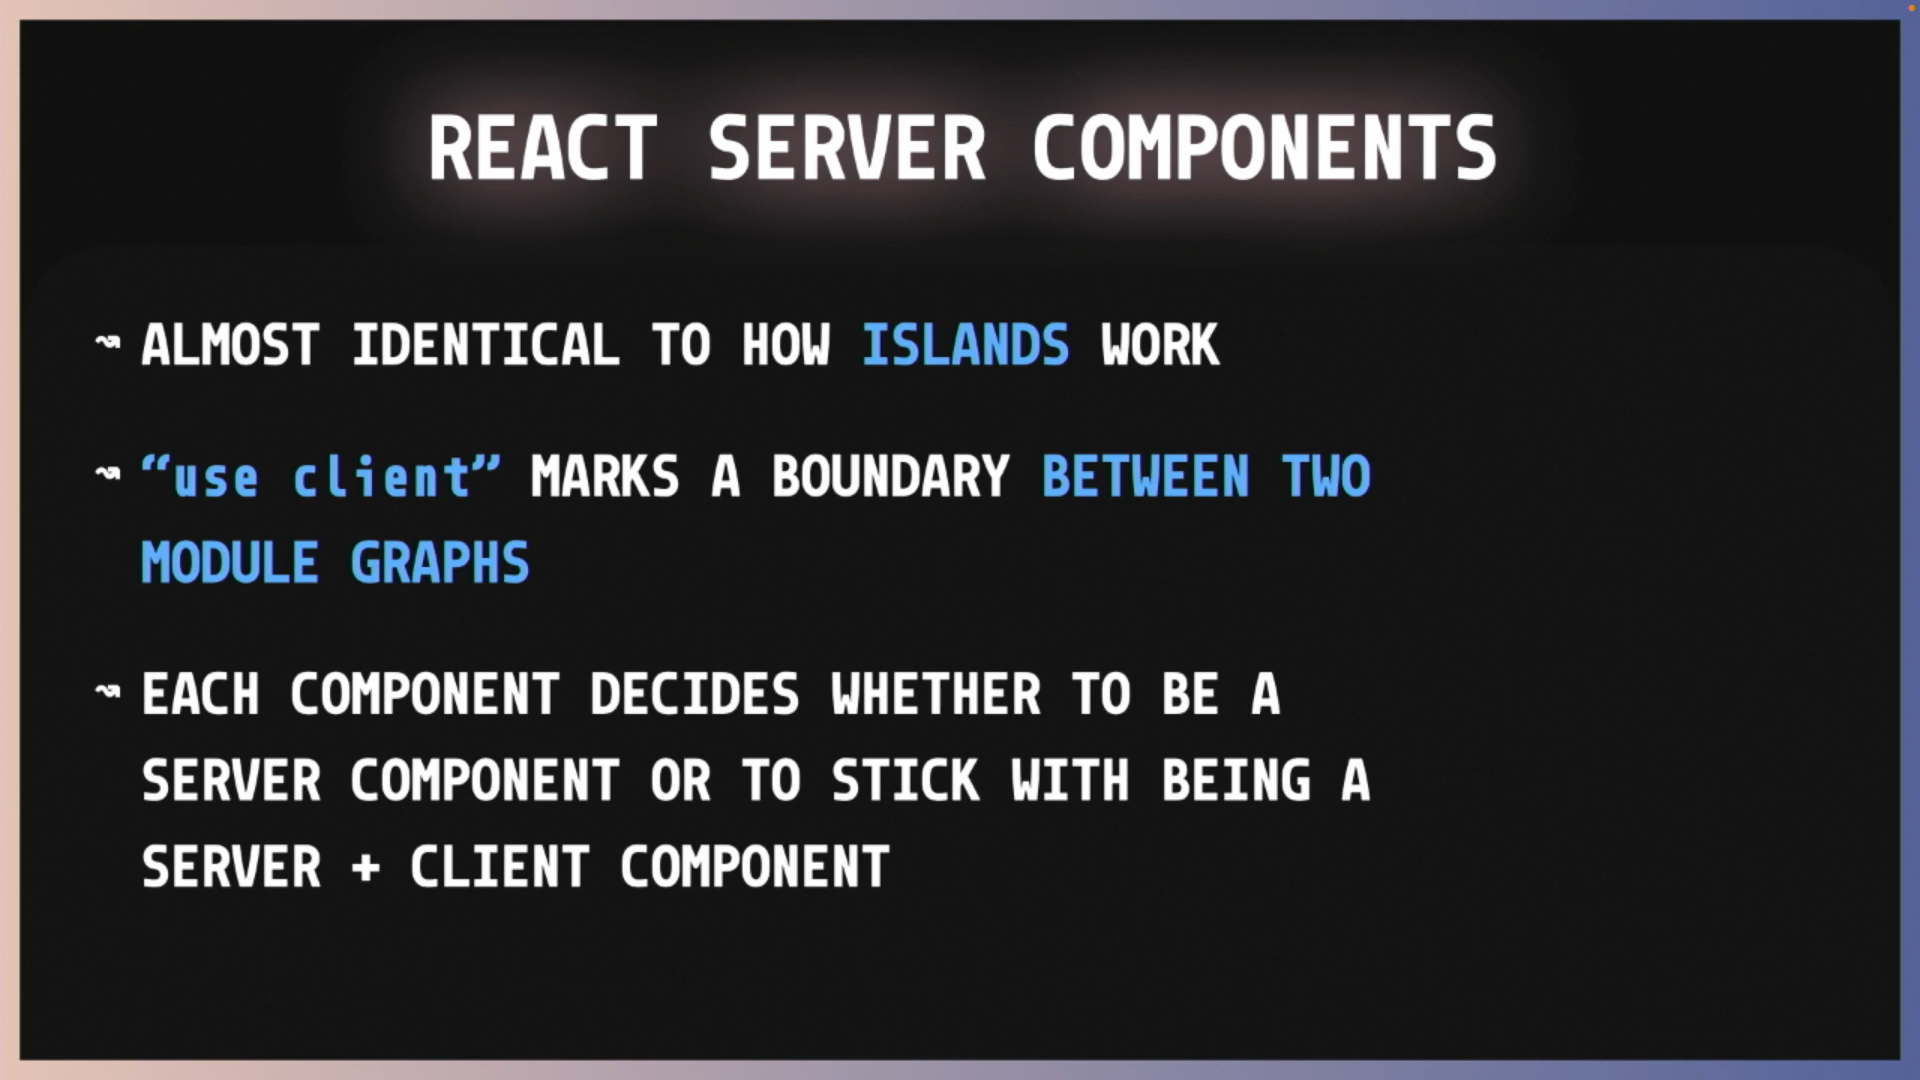 REACT SERVER COMPONENTS
↝ ALMOST IDENTICAL TO HOW ISLANDS WORK
↝ “use client” MARKS A BOUNDARY BETWEEN TWO
MODULE GRAPHS
↝ EACH COMPONENT DECIDES WHETHER TO BE A
SERVER COMPONENT OR TO STICK WITH BEING A
SERVER + CLIENT COMPONENT